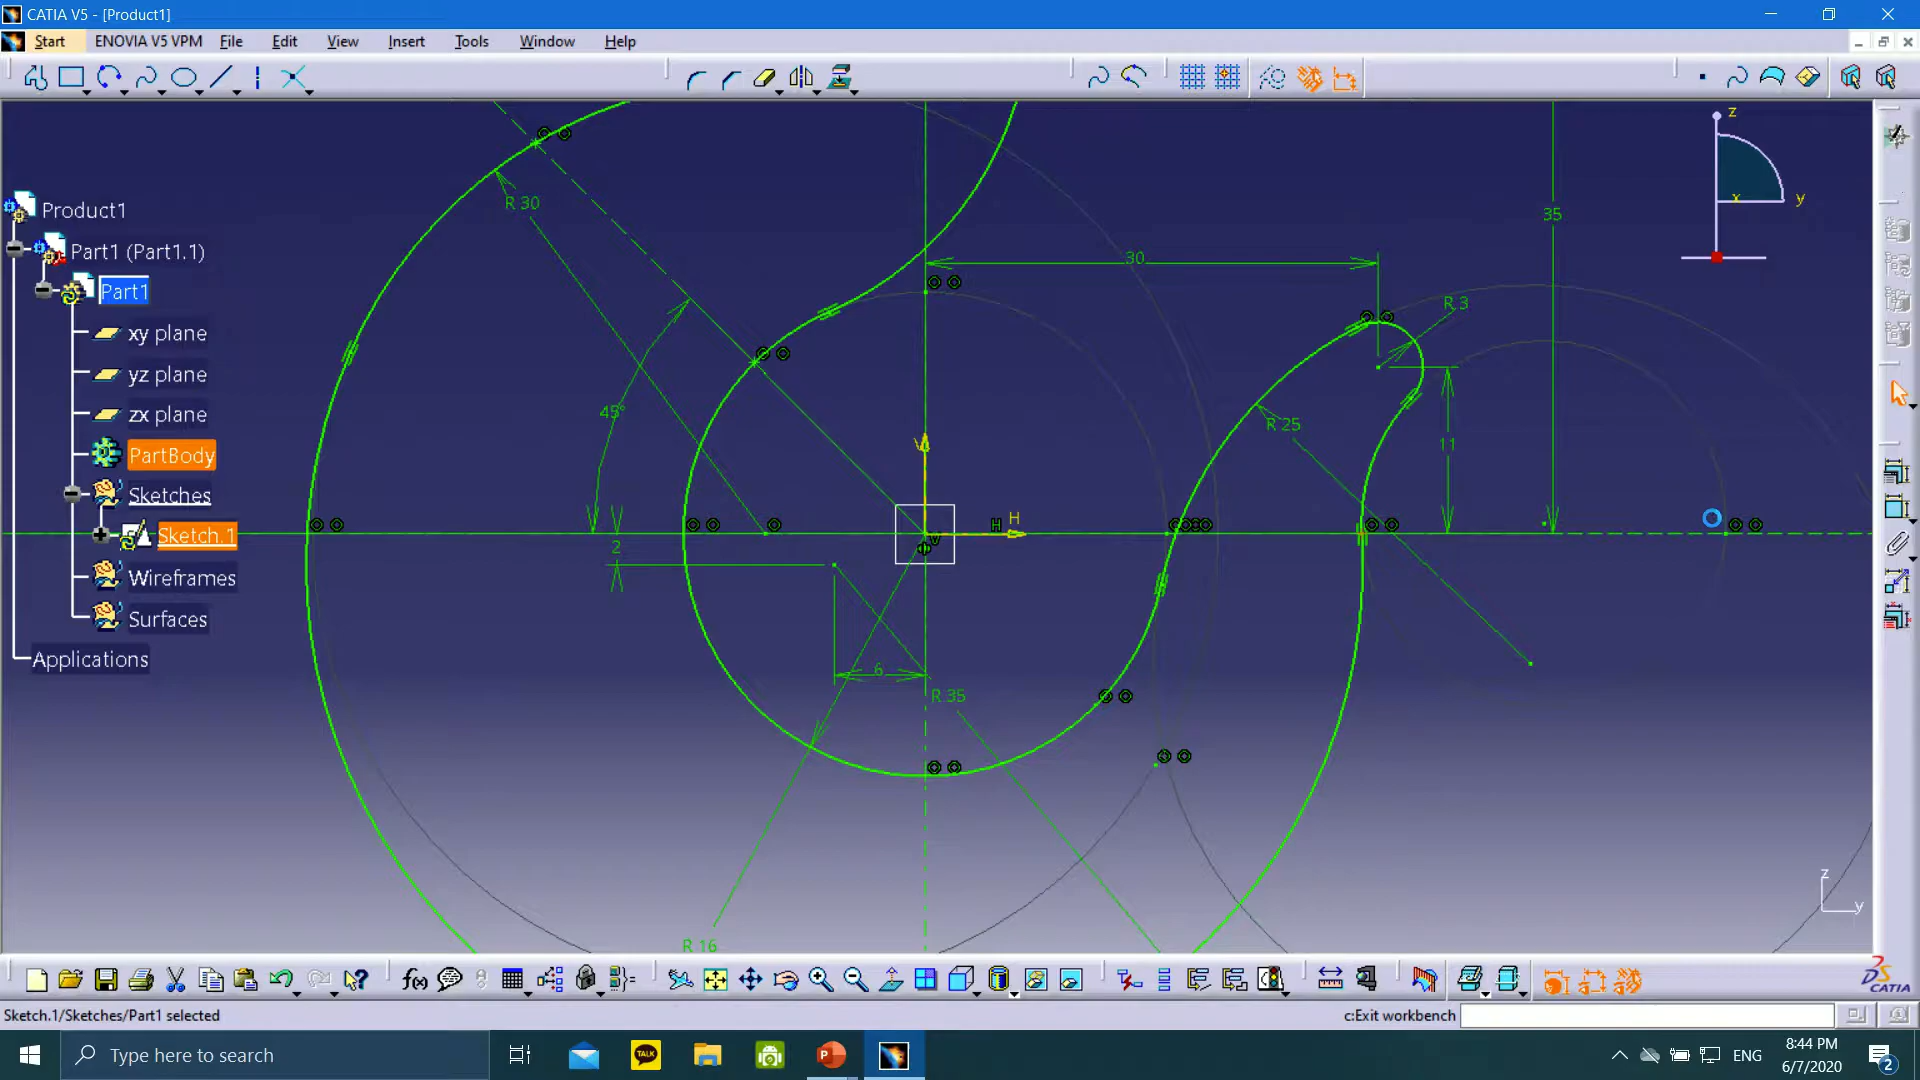 CATIA V5 - [Product1]
Start ENOVIA V5 VPM File Edit View Insert Tools Window Help
z
35
x y
R 30
Product1
30
Part1 (Part1.1)
Part1
R 3
xy plane
yz plane
45°
zx plane
R 25
11
V
PartBody
Sketches
H H
Sketch.1
2
V
Wireframes
Surfaces
Applications
6
R 35
z
y
R 16
f(x)
CATIA
Sketch.1/Sketches/Part1 selected
c:Exit workbench
Type here to search
TALK
P
ENG
8:44 PM
6/7/2020
2